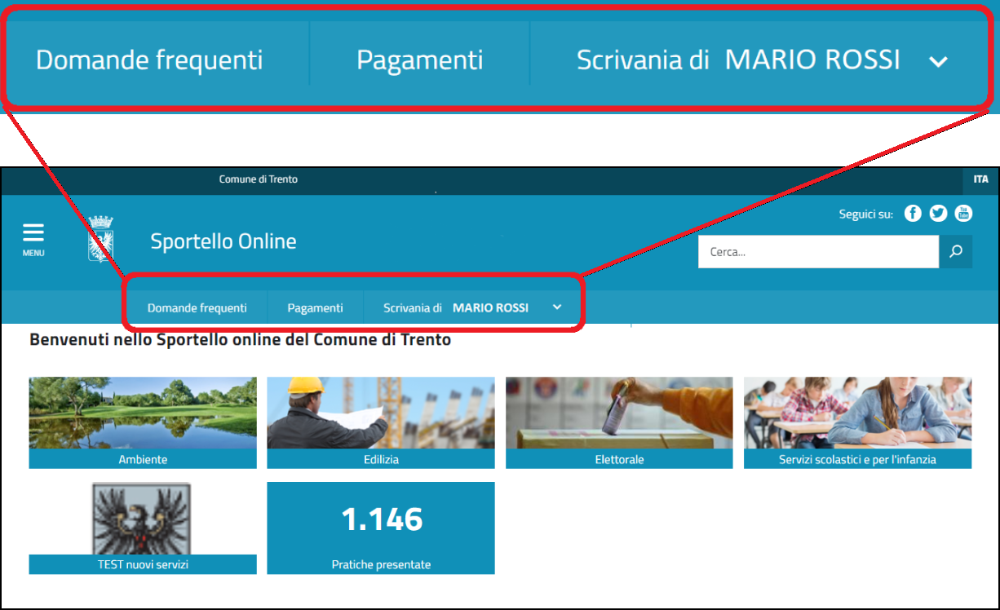 Domande frequenti Pagamenti Scrivania di MARIO ROSSI
Comune di Trento ITA
Seguici su: You Tube
MENU Sportello Online Cerca...
Domande frequenti Pagamenti Scrivania di MARIO ROSSI
Benvenuti nello Sportello online del Comune di Trento
Ambiente Edilizia Elettorale Servizi scolastici e per l'infanzia
1.146
TEST nuovi servizi Pratiche presentate